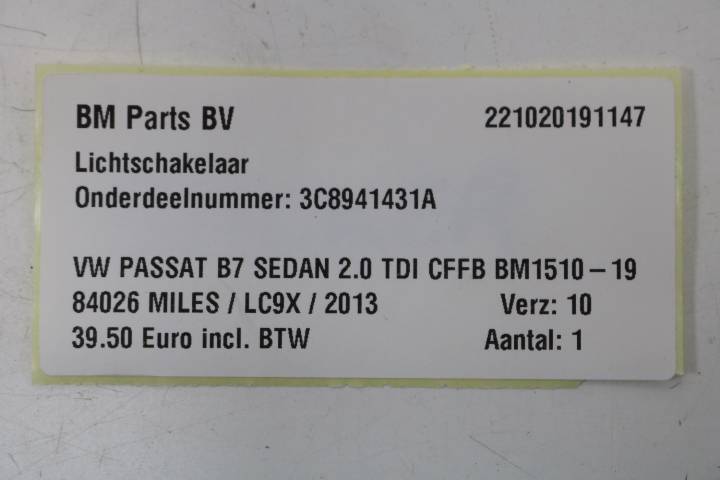 BM Parts BV 221020191147
Lichtschakelaar
Onderdeelnummer: 3C8941431A
VW PASSAT B7 SEDAN 2.0 TDI CFFB BM1510-19
84026 MILES / LC9X / 2013 Verz: 10
39.50 Euro incl. BTW Aantal: 1